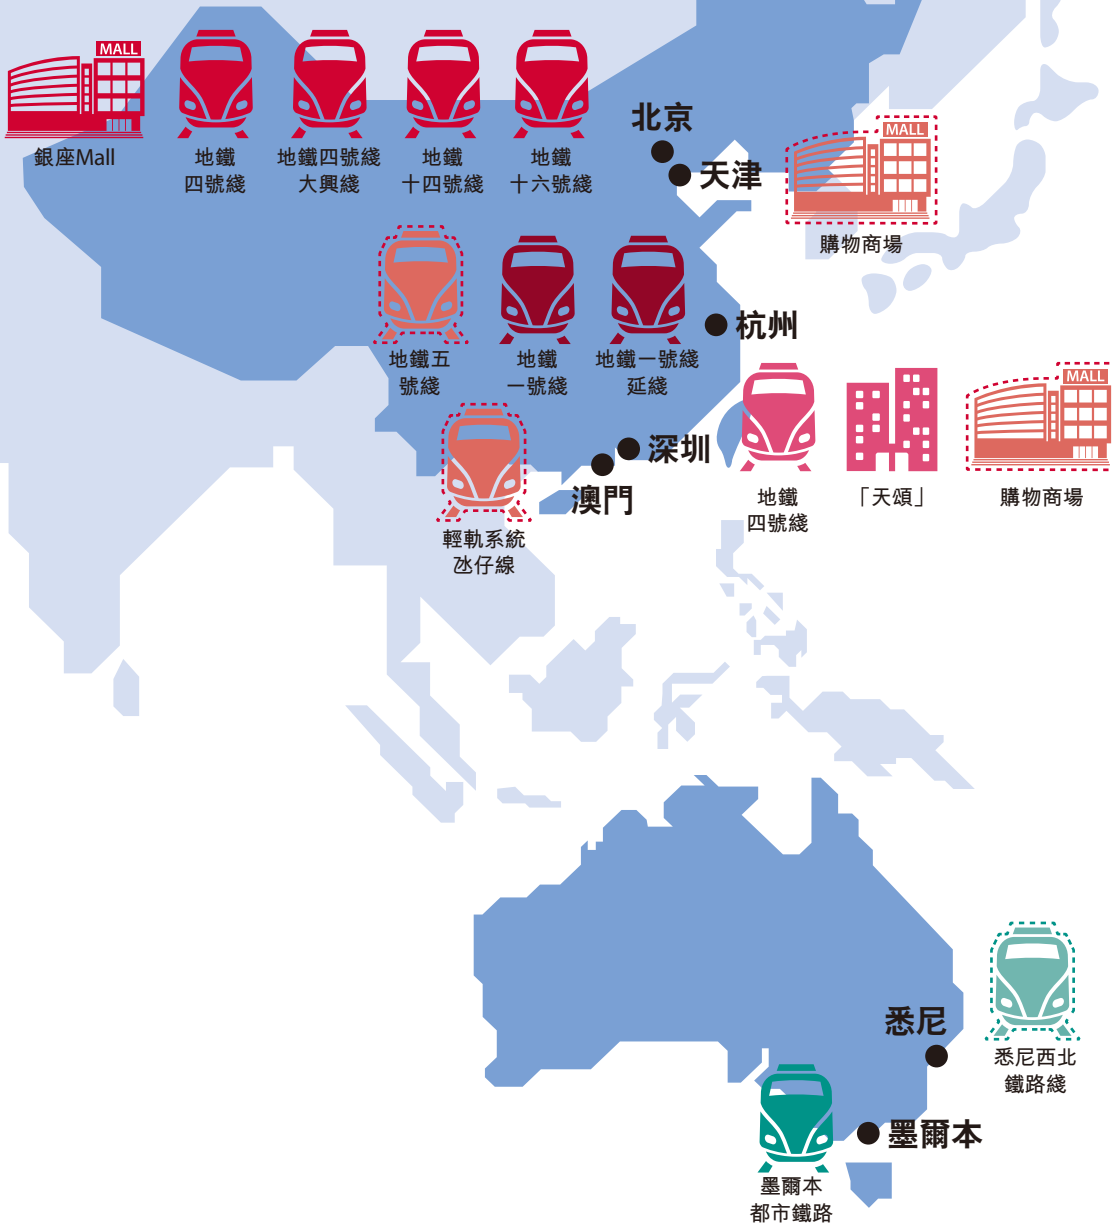 MALL
銀座Mall
地鐵
四號綫
地鐵四號綫
大興綫
地鐵
十四號綫
地鐵
十六號綫
北京
天津
MALL
購物商場
地鐵五
號綫
地鐵
一號綫
地鐵一號綫
延綫
杭州
輕軌系統
氹仔線
澳門
深圳
地鐵
四號綫
「天頌」
MALL
購物商場
悉尼
悉尼西北
鐵路綫
墨爾本
墨爾本
都市鐵路